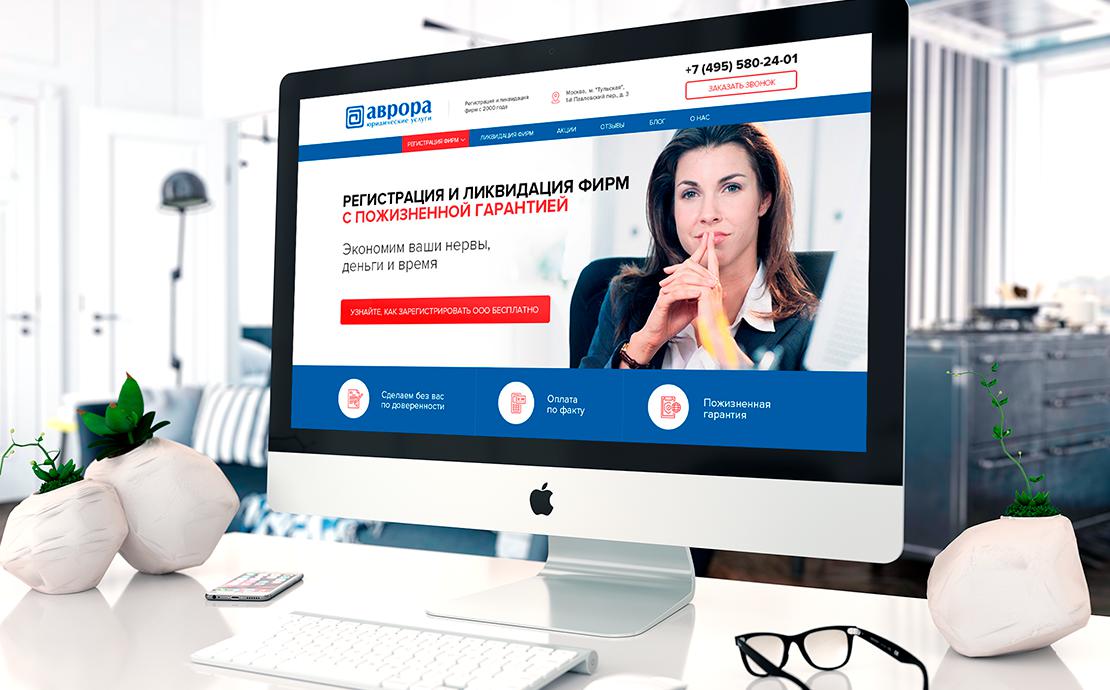 аврора
юридические услуги
Регистрация и ликвидация
фирм с 2000 года
Москва, м. "Тульская",
1й Павловский пер., д. 3
+7 (495) 580-24-01
ЗАКАЗАТЬ ЗВОНОК
РЕГИСТРАЦИЯ ФИРМ
ЛИКВИДАЦИЯ ФИРМ
АКЦИИ
ОТЗЫВЫ
БЛОГ
О НАС
РЕГИСТРАЦИЯ И ЛИКВИДАЦИЯ ФИРМ
С ПОЖИЗНЕННОЙ ГАРАНТИЕЙ
Экономим ваши нервы,
деньги и время
УЗНАЙТЕ, КАК ЗАРЕГИСТРИРОВАТЬ ООО БЕСПЛАТНО
Сделаем без вас
по доверенности
Оплата
по факту
Пожизненная
гарантия